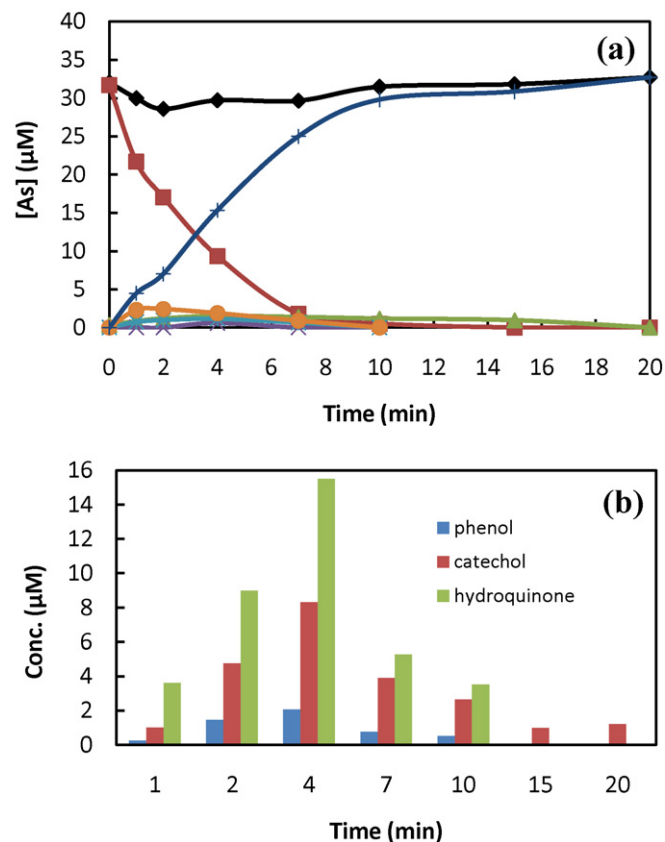 (a)
40
35
30
25
20
15
10
5
0
[As] (µM)
0 2 4 6 8 10 12 14 16 18 20
Time (min)
(b)
16
14
12
10
8
6
4
2
0
Conc. (µM)
phenol
catechol
hydroquinone
1 2 4 7 10 15 20
Time (min)